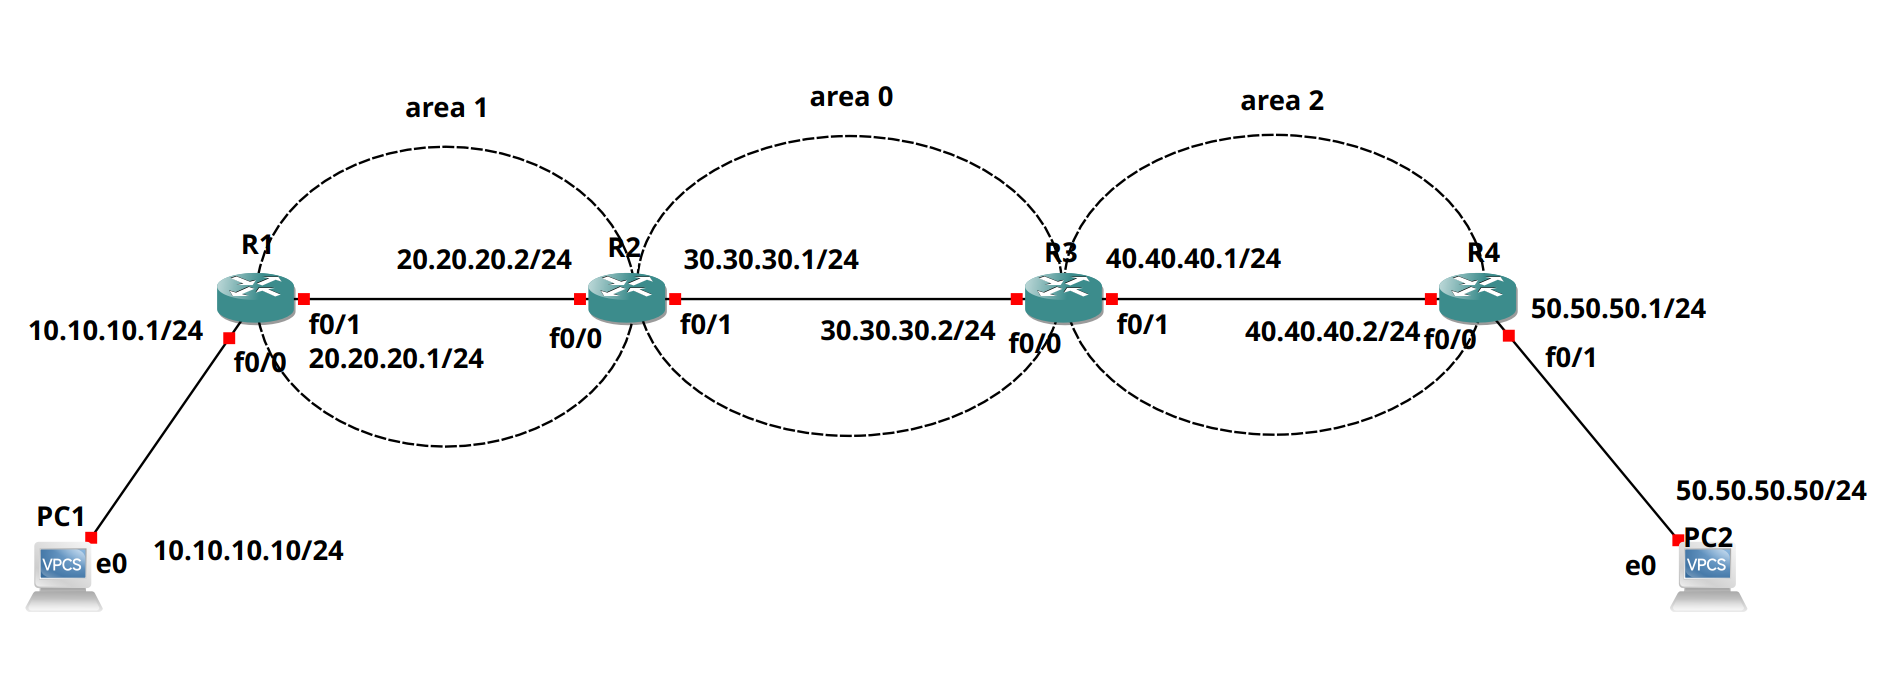 area 1
area 0
area 2
R1
R2
R3
R4
20.20.20.2/24
30.30.30.1/24
40.40.40.1/24
10.10.10.1/24
f0/0
f0/1
20.20.20.1/24
f0/0
f0/1
30.30.30.2/24
f0/0
f0/1
40.40.40.2/24
f0/0
50.50.50.1/24
f0/1
PC1
VPCS
e0
10.10.10.10/24
50.50.50.50/24
PC2
e0
VPCS